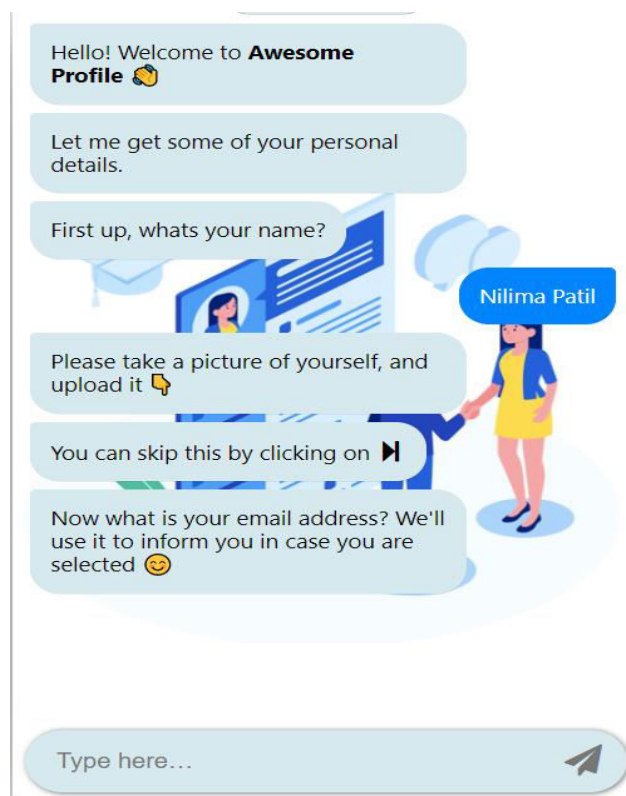 Hello! Welcome to Awesome
Profile 👏
Let me get some of your personal
details.
First up, whats your name?
Nilima Patil
Please take a picture of yourself, and
upload it 👇
You can skip this by clicking on ⏯
Now what is your email address? We'll
use it to inform you in case you are
selected 😊
Type here...